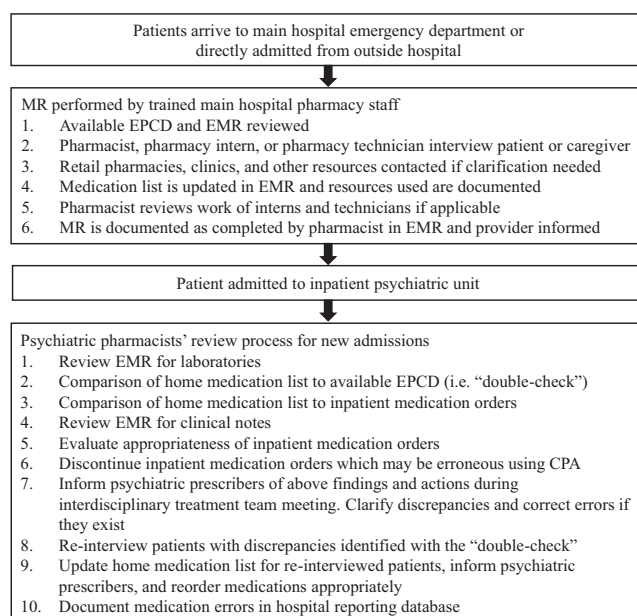 Patients arrive to main hospital emergency department or
directly admitted from outside hospital
MR performed by trained main hospital pharmacy staff
1. Available EPCD and EMR reviewed
2. Pharmacist, pharmacy intern, or pharmacy technician interview patient or caregiver
3. Retail pharmacies, clinics, and other resources contacted if clarification needed
4. Medication list is updated in EMR and resources used are documented
5. Pharmacist reviews work of interns and technicians if applicable
6. MR is documented as completed by pharmacist in EMR and provider informed
Patient admitted to inpatient psychiatric unit
Psychiatric pharmacists’ review process for new admissions
1. Review EMR for laboratories
2. Comparison of home medication list to available EPCD (i.e. “double-check”)
3. Comparison of home medication list to inpatient medication orders
4. Review EMR for clinical notes
5. Evaluate appropriateness of inpatient medication orders
6. Discontinue inpatient medication orders which may be erroneous using CPA
7. Inform psychiatric prescribers of above findings and actions during
interdisciplinary treatment team meeting. Clarify discrepancies and correct errors if
they exist
8. Re-interview patients with discrepancies identified with the “double-check”
9. Update home medication list for re-interviewed patients, inform psychiatric
prescribers, and reorder medications appropriately
10. Document medication errors in hospital reporting database